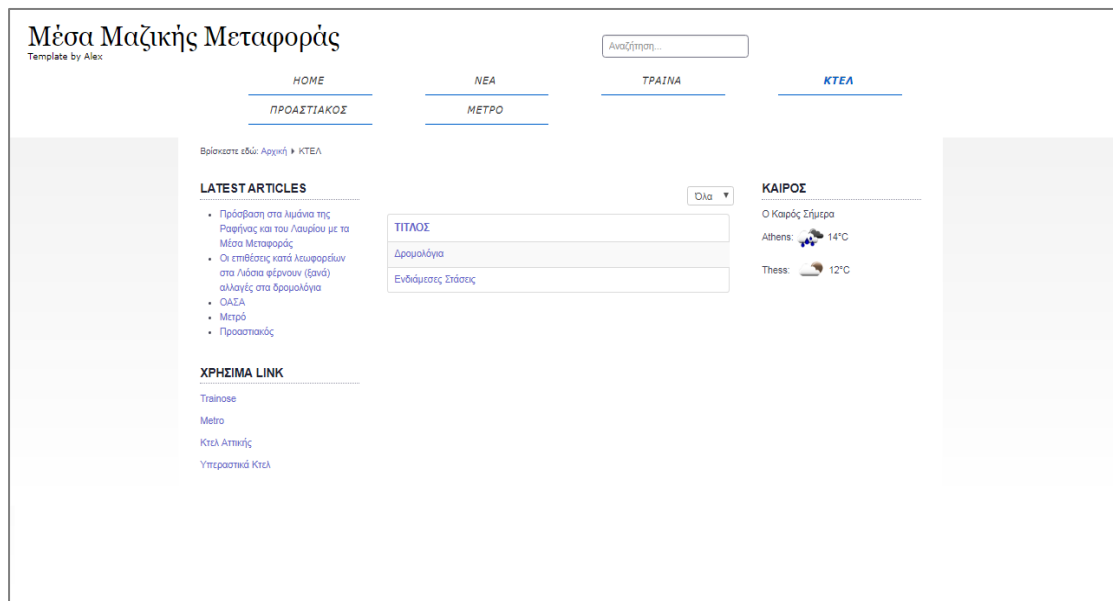 Μέσα Μαζικής Μεταφοράς
Template by Alex
Αναζήτηση...
HOME
ΝΕΑ
ΤΡΑΙΝΑ
ΚΤΕΛ
ΠΡΟΑΣΤΙΑΚΟΣ
ΜΕΤΡΟ
Βρίσκεστε εδώ: Αρχική ▸ ΚΤΕΛ
LATEST ARTICLES
Πρόσβαση στα λιμάνια της
Ραφήνας και του Λαυρίου με τα
Μέσα Μεταφοράς
Οι επιθέσεις κατά λεωφορείων
στα Λιόσια φέρνουν (ξανά)
αλλαγές στα δρομολόγια
ΟΑΣΑ
Μετρό
Προαστιακός
ΧΡΗΣΙΜΑ LINK
Trainose
Metro
Κτελ Αττικής
Υπεραστικά Κτελ
Όλα
ΤΙΤΛΟΣ
Δρομολόγια
Ενδιάμεσες Στάσεις
ΚΑΙΡΟΣ
Ο Καιρός Σήμερα
Athens: 14°C
Thess: 12°C